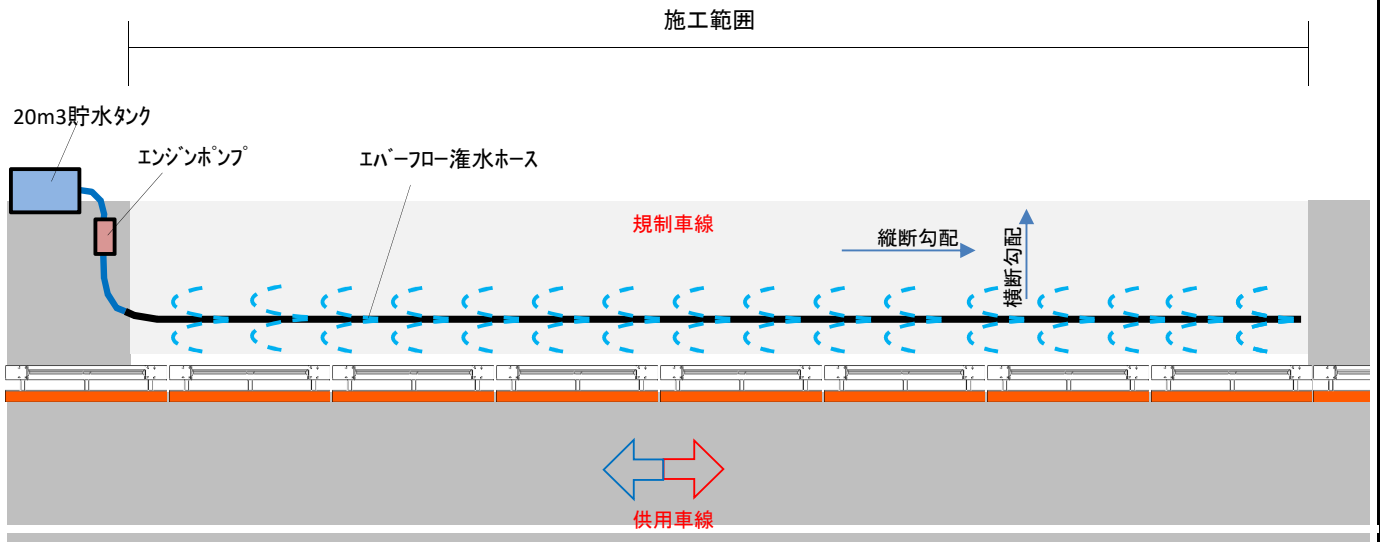 施工範囲
20m3貯水タンク
エンジンポンプ
エバーフロー潅水ホース
規制車線
縦断勾配
横断勾配
供用車線